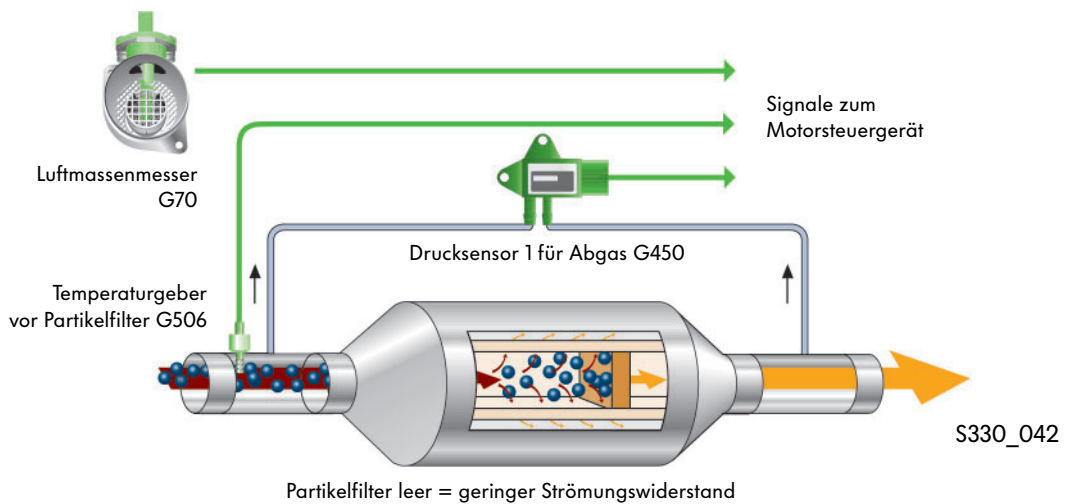 Luftmassenmesser
G70
Signale zum
Motorsteuergerät
Drucksensor 1 für Abgas G450
Temperaturgeber
vor Partikelfilter G506
S330_042
Partikelfilter leer = geringer Strömungswiderstand